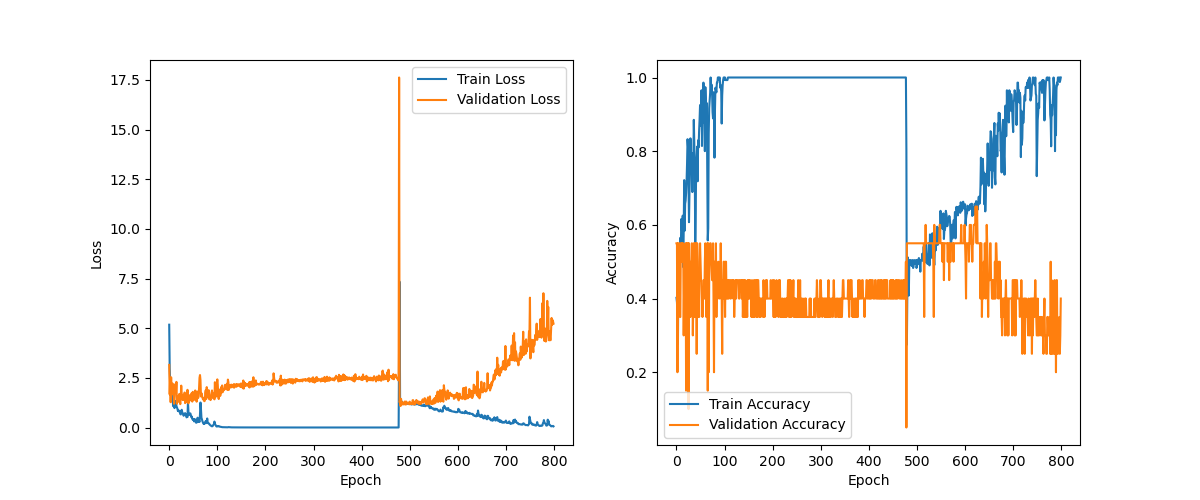 17.5
15.0
12.5
10.0
7.5
5.0
2.5
0.0
Loss
Train Loss
Validation Loss
0 100 200 300 400 500 600 700 800
Epoch
1.0
0.8
0.6
0.4
0.2
Accuracy
Train Accuracy
Validation Accuracy
0 100 200 300 400 500 600 700 800
Epoch